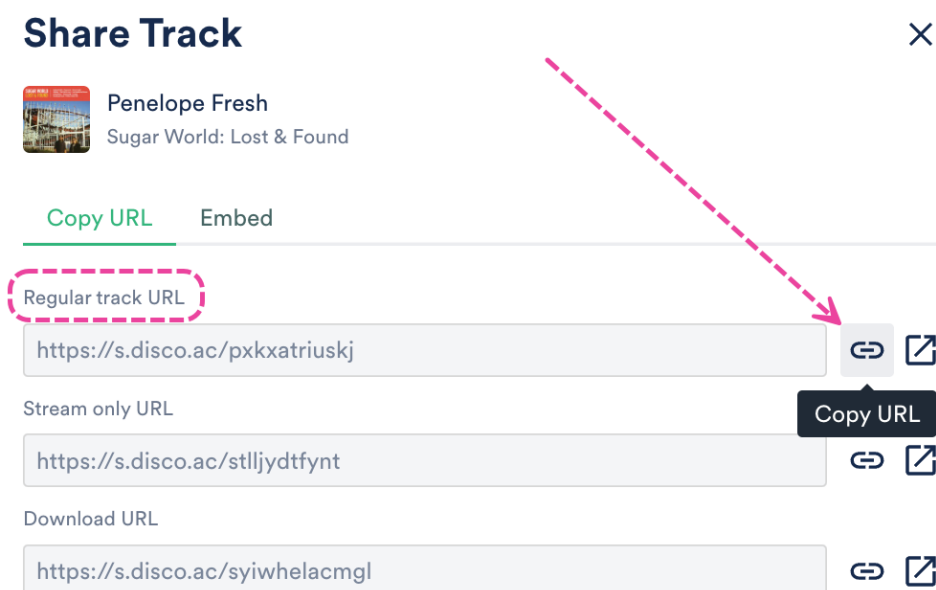 Share Track
Penelope Fresh
Sugar World: Lost & Found
Copy URL
Embed
Regular track URL
https://s.disco.ac/pxkxatriuskj
Copy URL
Stream only URL
https://s.disco.ac/stlljydtfynt
Download URL
https://s.disco.ac/syiwhelacmgl